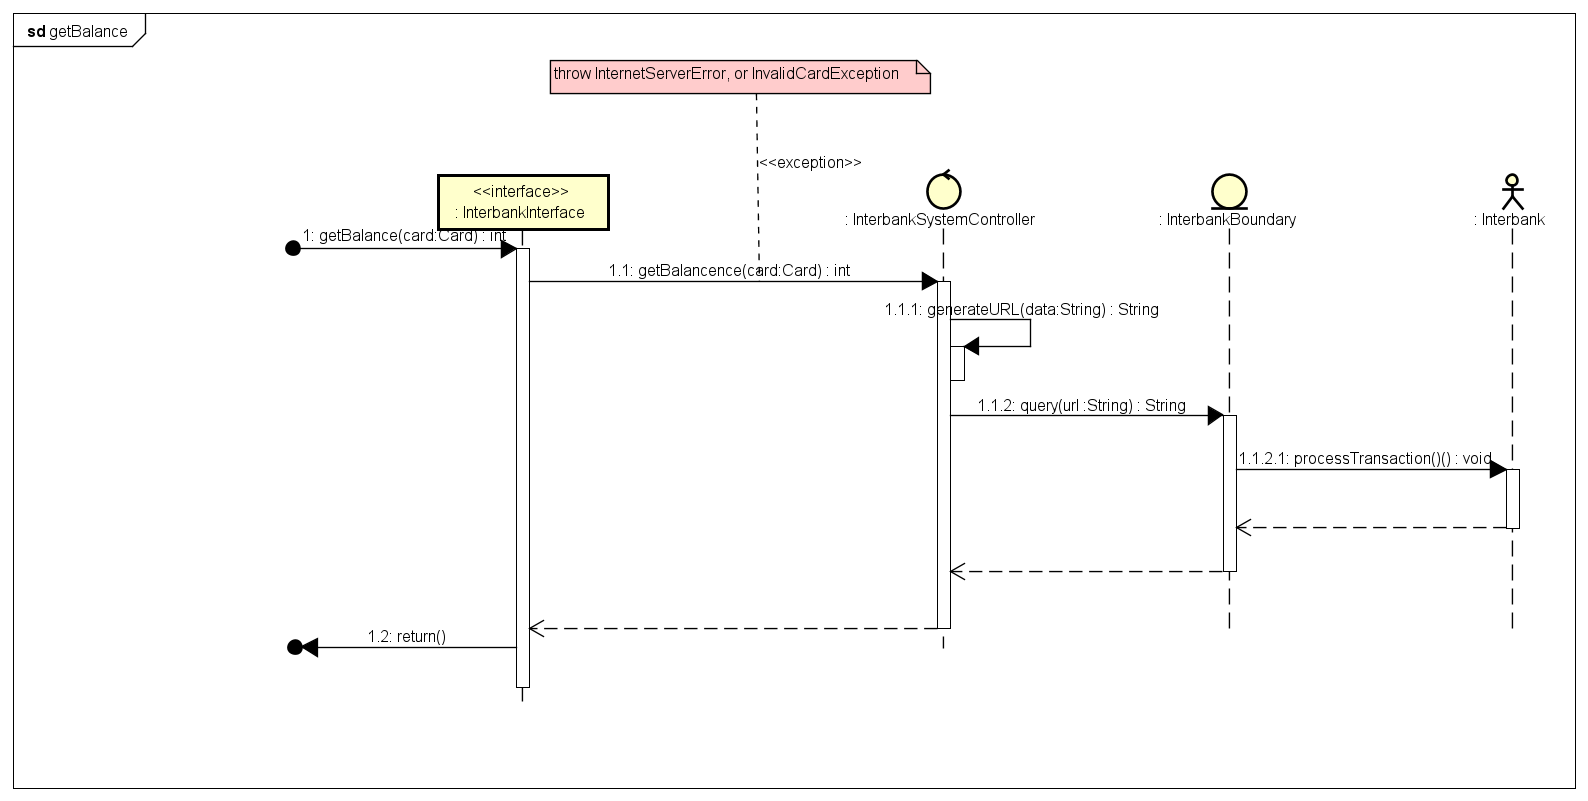 sd getBalance
throw InternetServerError, or InvalidCardException
<<exception>>
<<interface>>
: InterbankInterface
: InterbankSystemController
: InterbankBoundary
: Interbank
1: getBalance(card:Card) : int
1.1: getBalancence(card:Card) : int
1.1.1: generateURL(data:String) : String
1.1.2: query(url :String) : String
1.1.2.1: processTransaction()() : void
1.2: return()